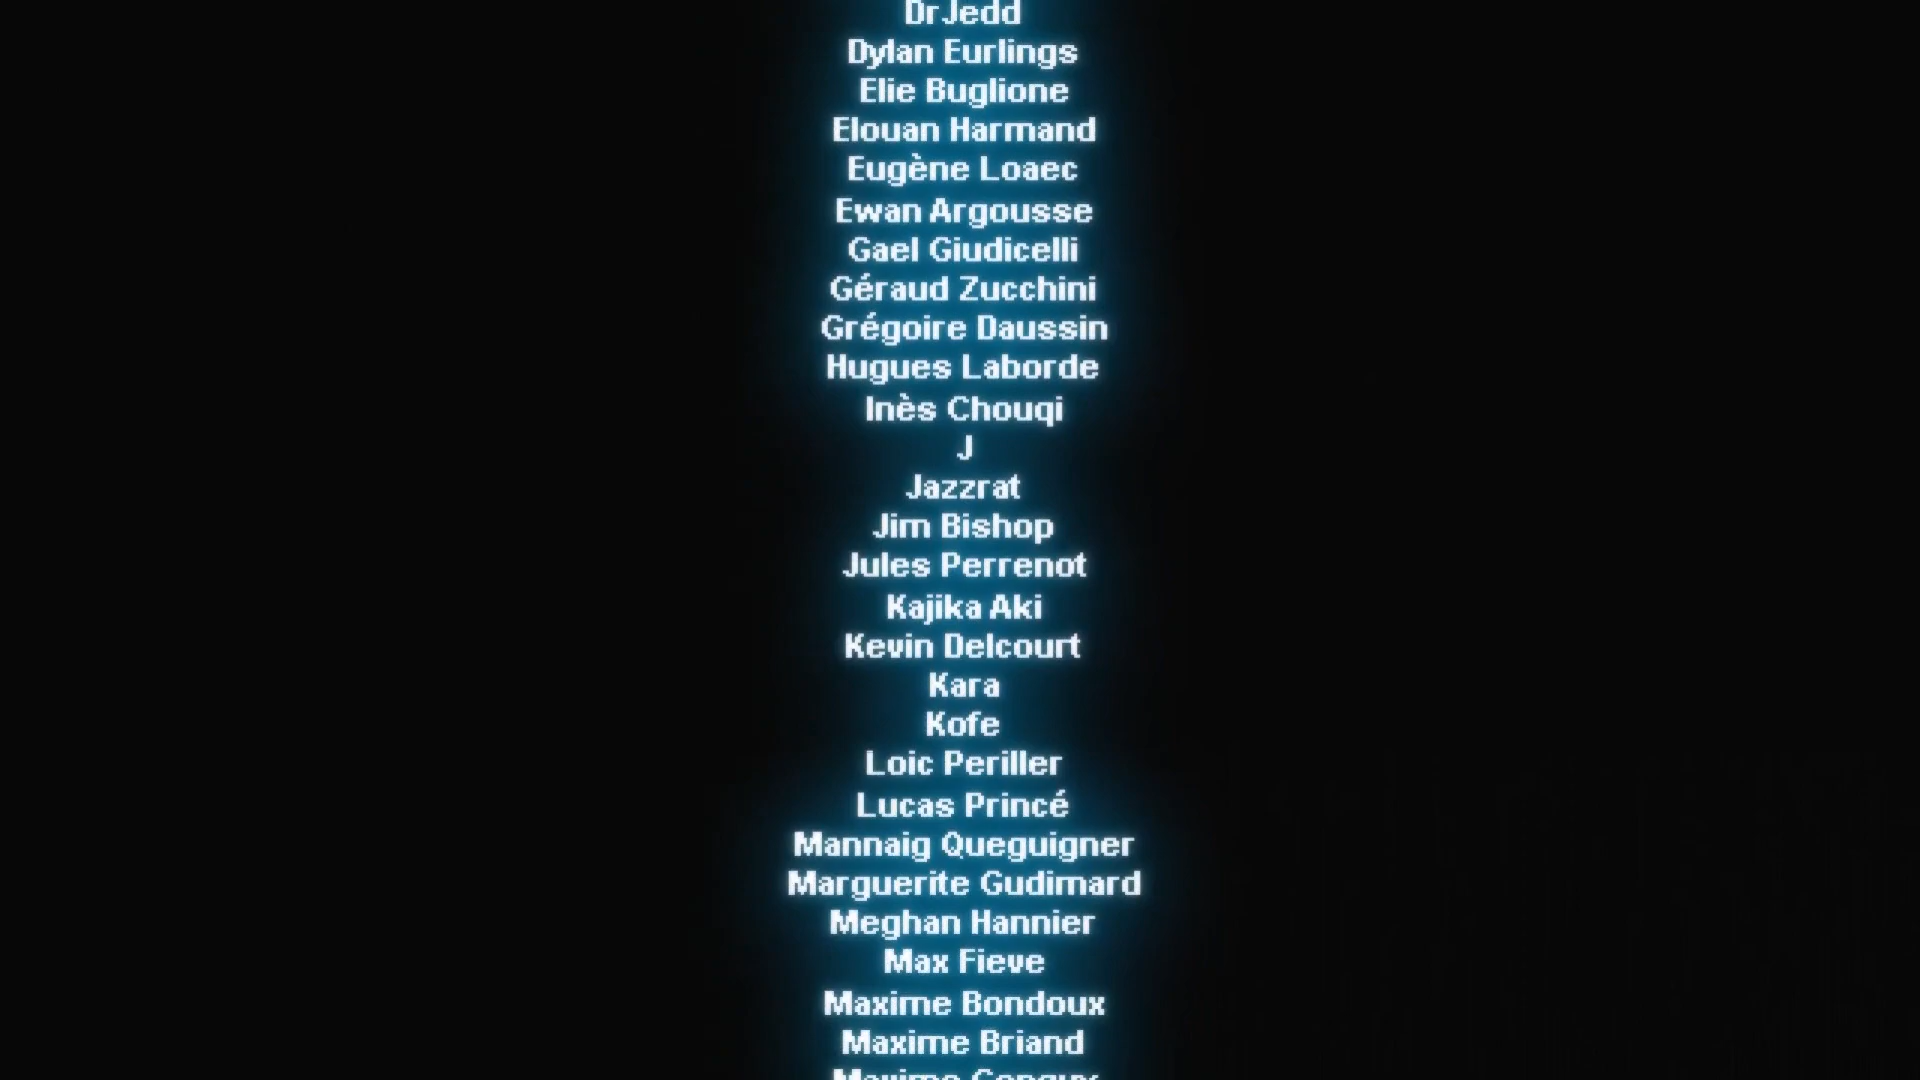 DrJedd
Dylan Eurlings
Elie Buglione
Elouan Harmand
Eugène Loaec
Ewan Argousse
Gael Giudicelli
Géraud Zucchini
Grégoire Daussin
Hugues Laborde
Inès Chouqi
J
Jazzrat
Jim Bishop
Jules Perrenot
Kajika Aki
Kevin Delcourt
Kara
Kofe
Loic Periller
Lucas Princé
Mannaig Queguigner
Marguerite Gudimard
Meghan Hannier
Max Fieve
Maxime Bondoux
Maxime Briand
Maxime